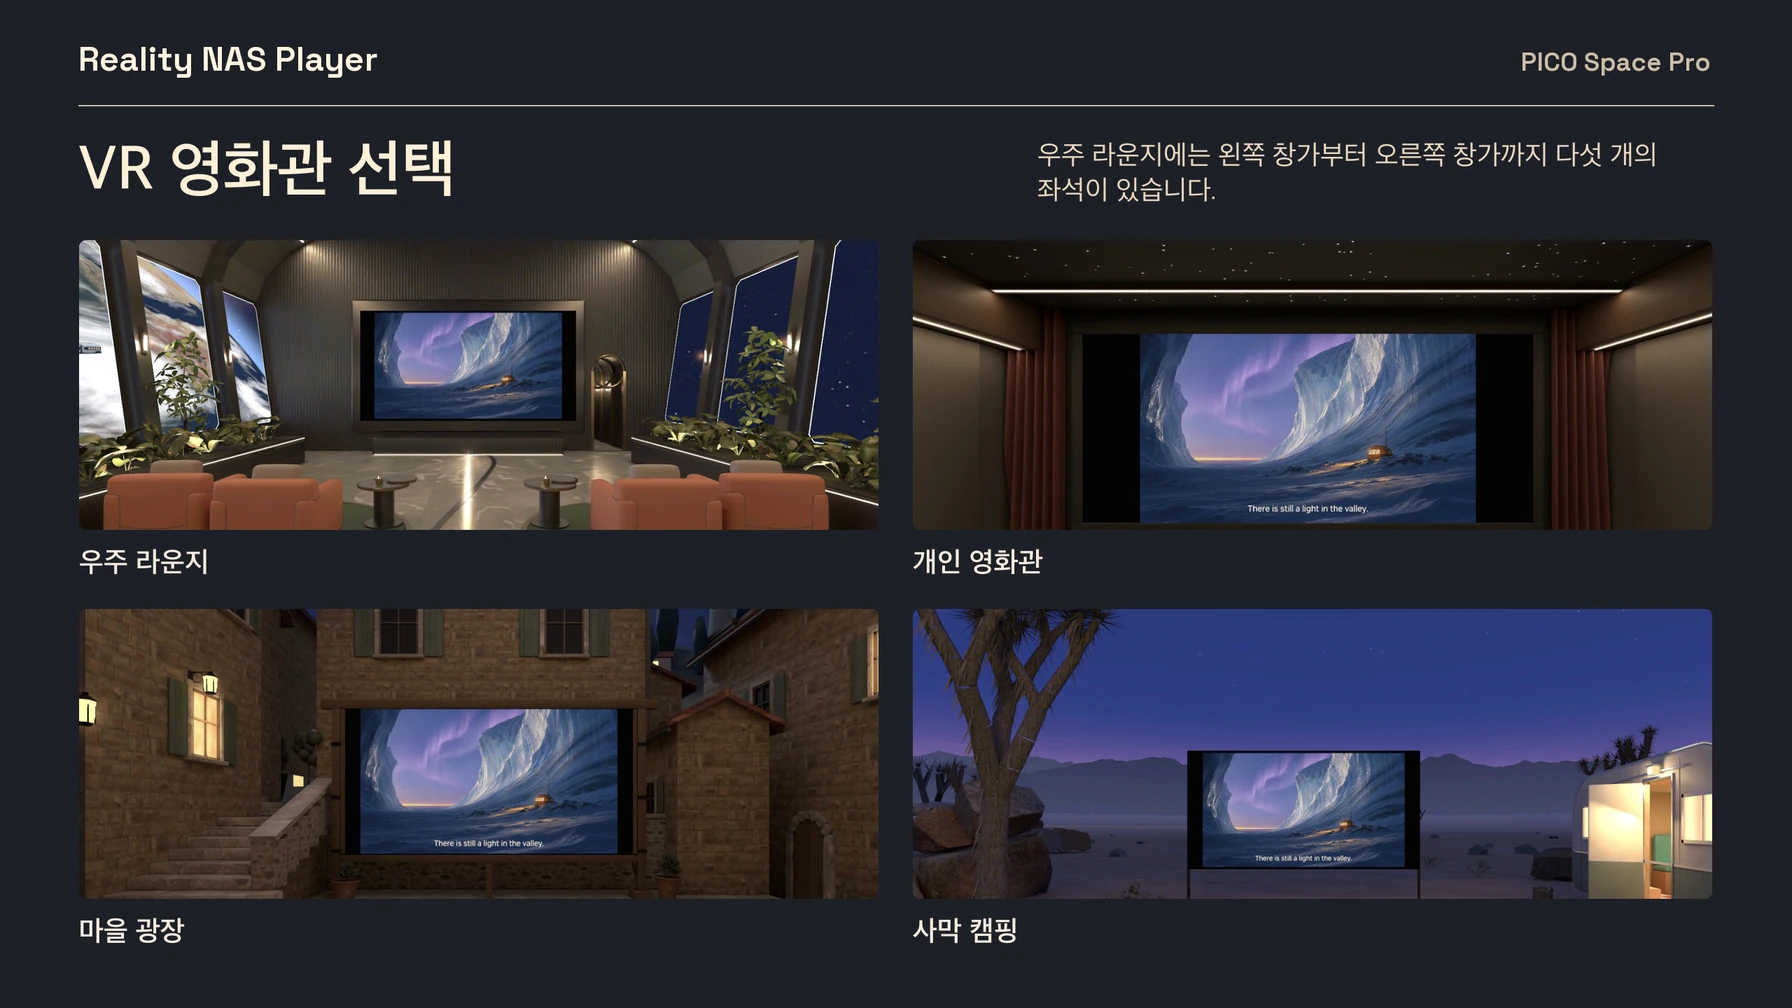 Reality NAS Player
PICO Space Pro
VR 영화관 선택
우주 라운지에는 왼쪽 창가부터 오른쪽 창가까지 다섯 개의
좌석이 있습니다.
우주 라운지
There is still a light in the valley.
개인 영화관
There is still a light in the valley.
마을 광장
There is still a light in the valley.
사막 캠핑